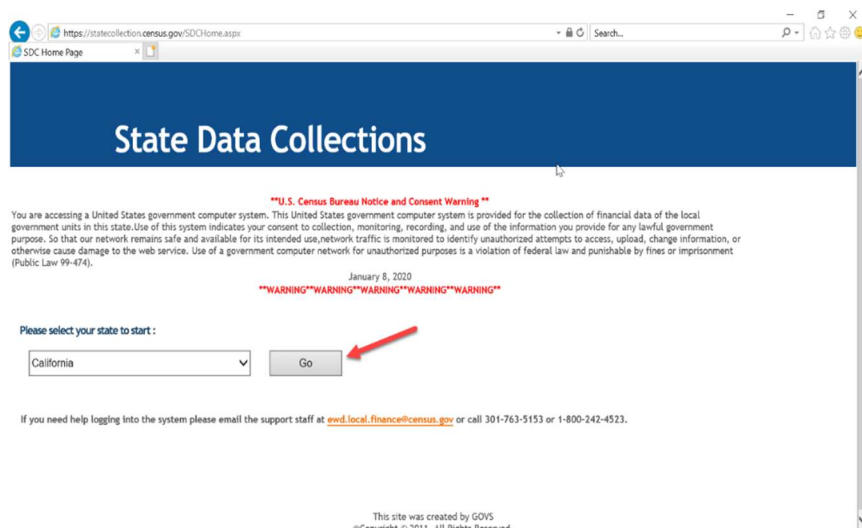 https://statecollection.census.gov/SDCHome.aspx
Search...
SDC Home Page
State Data Collections
**U.S. Census Bureau Notice and Consent Warning **
You are accessing a United States government computer system. This United States government computer system is provided for the collection of financial data of the local
government units in this state.Use of this system indicates your consent to collection, monitoring, recording, and use of the information you provide for any lawful government
purpose. So that our network remains safe and available for its intended use,network traffic is monitored to identify unauthorized attempts to access, upload, change information, or
otherwise cause damage to the web service. Use of a government computer network for unauthorized purposes is a violation of federal law and punishable by fines or imprisonment
(Public Law 99-474).
January 8, 2020
**WARNING**WARNING**WARNING**WARNING**WARNING**
Please select your state to start :
California
Go
If you need help logging into the system please email the support staff at ewd.local.finance@census.gov or call 301-763-5153 or 1-800-242-4523.
This site was created by GOVS
©Copyright © 2011. All Rights Reserved